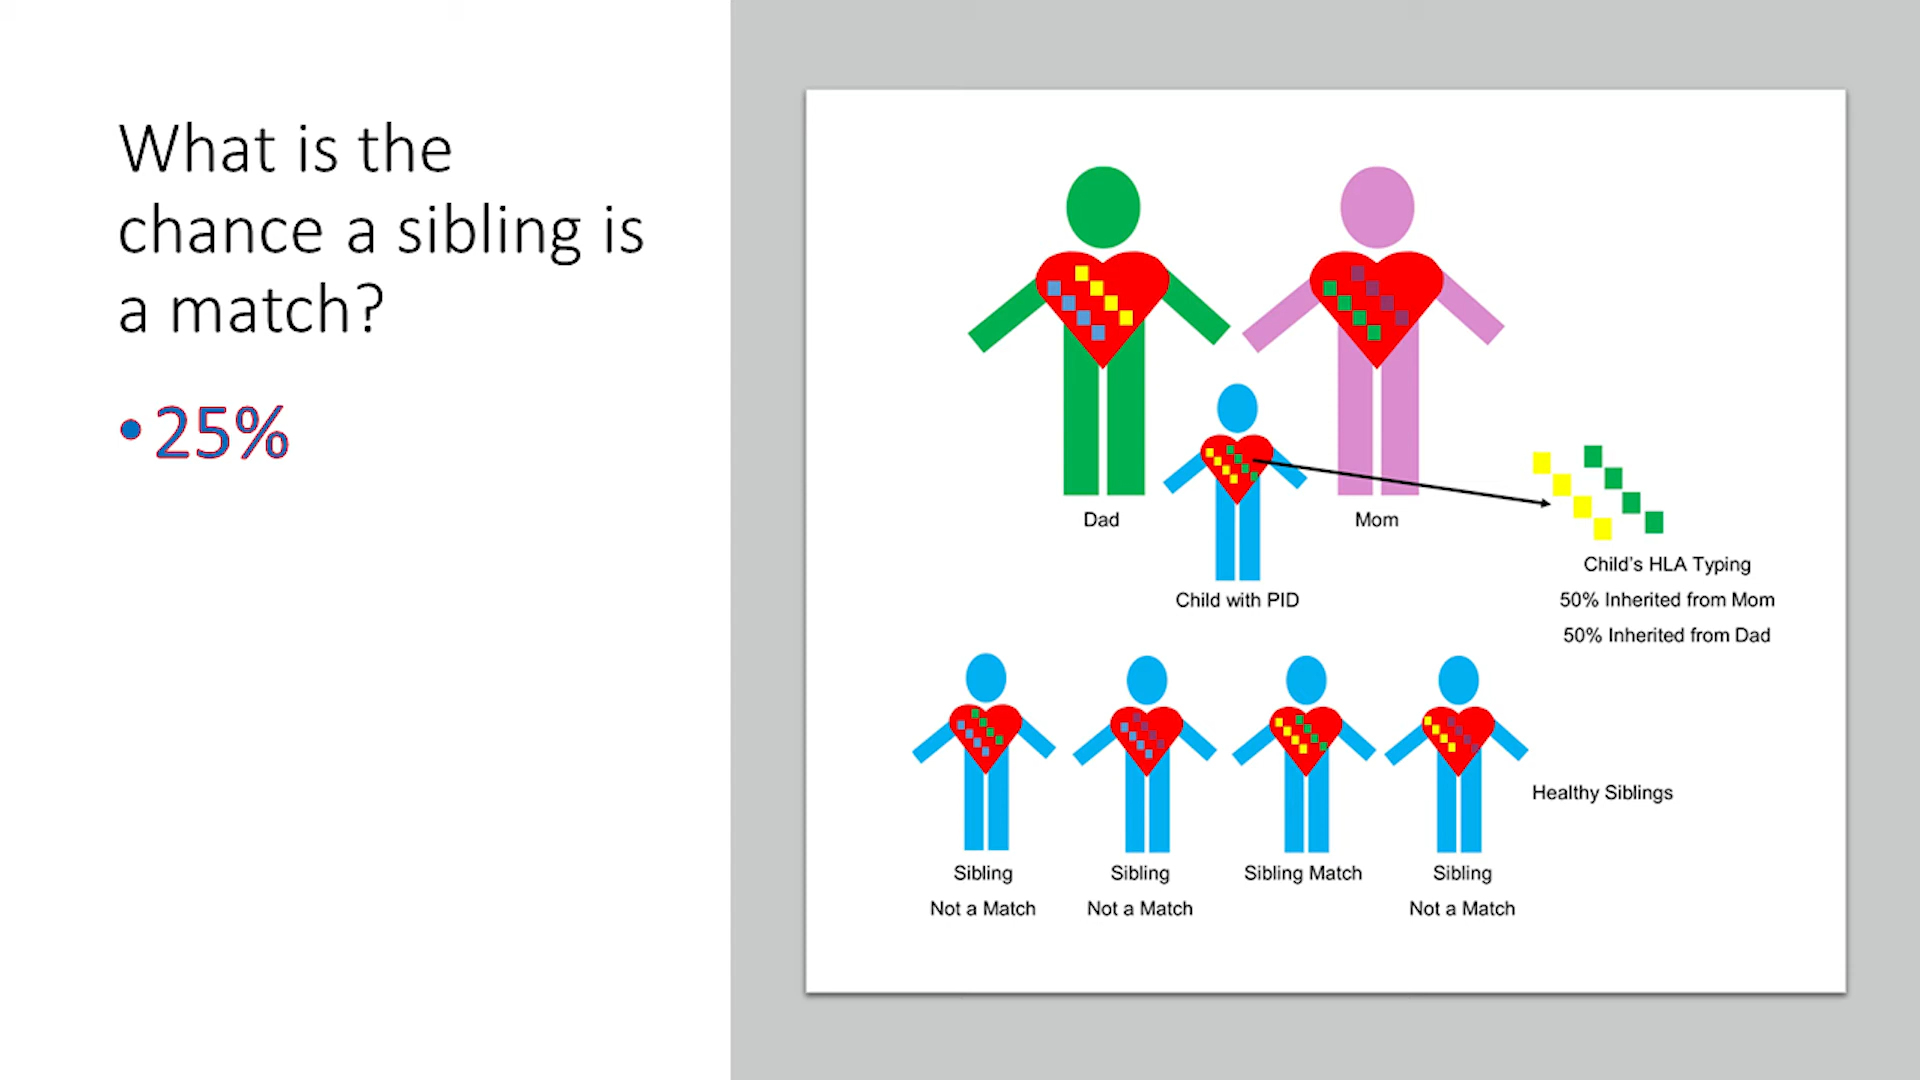 What is the
chance a sibling is
a match?
• 25%
Dad
Mom
Child with PID
Child's HLA Typing
50% Inherited from Mom
50% Inherited from Dad
Healthy Siblings
Sibling
Not a Match
Sibling
Not a Match
Sibling Match
Sibling
Not a Match